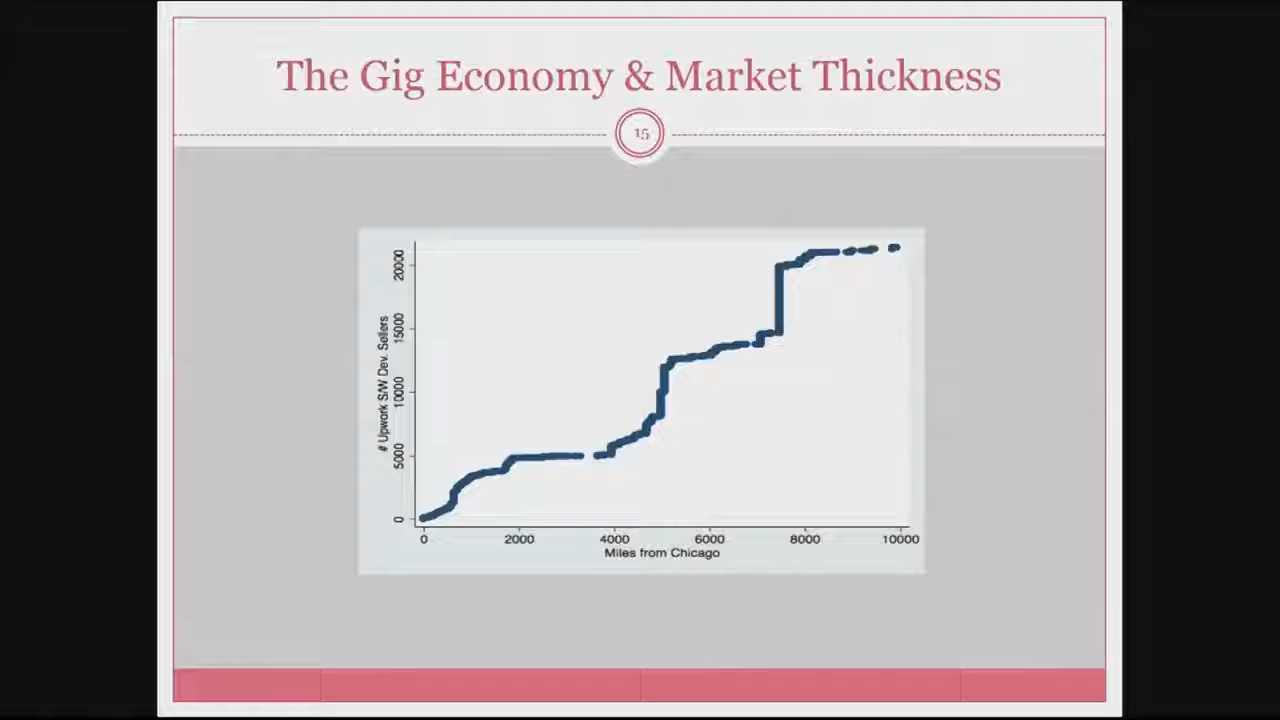 The Gig Economy & Market Thickness
15
# Upwork S/W Dev. Sellers
20000
15000
10000
5000
0
0 2000 4000 6000 8000 10000
Miles from Chicago